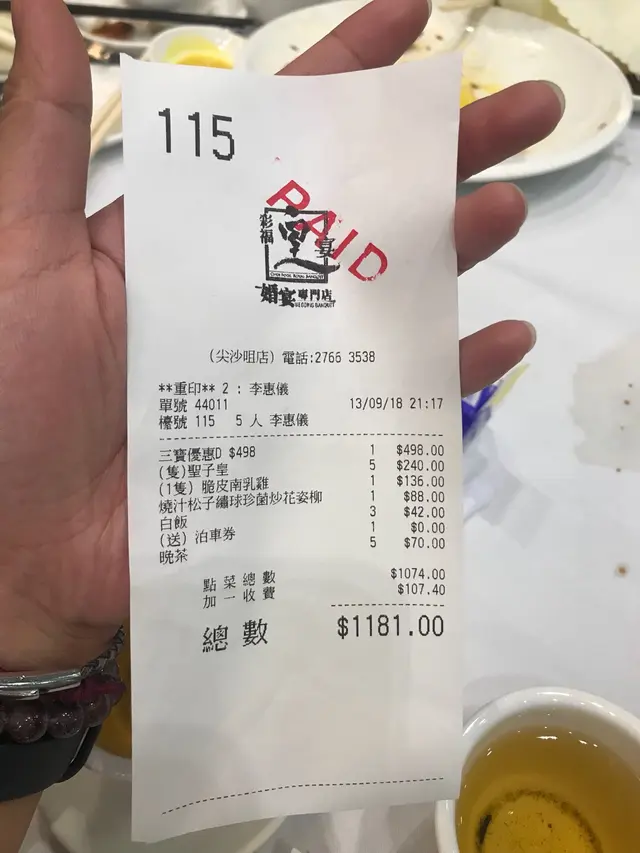 115
PAID
彩福
皇
宴
婚宴專門店
WEDDING BANQUET
(尖沙咀店) 電話:2766 3538
**重印** 2 : 李惠儀
單號 44011 13/09/18 21:17
檯號 115 5 人 李惠儀
三寶優惠D $498 1 $498.00
(隻)聖子皇 5 $240.00
(1隻) 脆皮南乳雞 1 $136.00
燒汁松子繡球珍菌炒花姿柳 1 $88.00
白飯 3 $42.00
(送) 泊車券 1 $0.00
晚茶 5 $70.00
點菜總數 $1074.00
加一收費 $107.40
總數 $1181.00